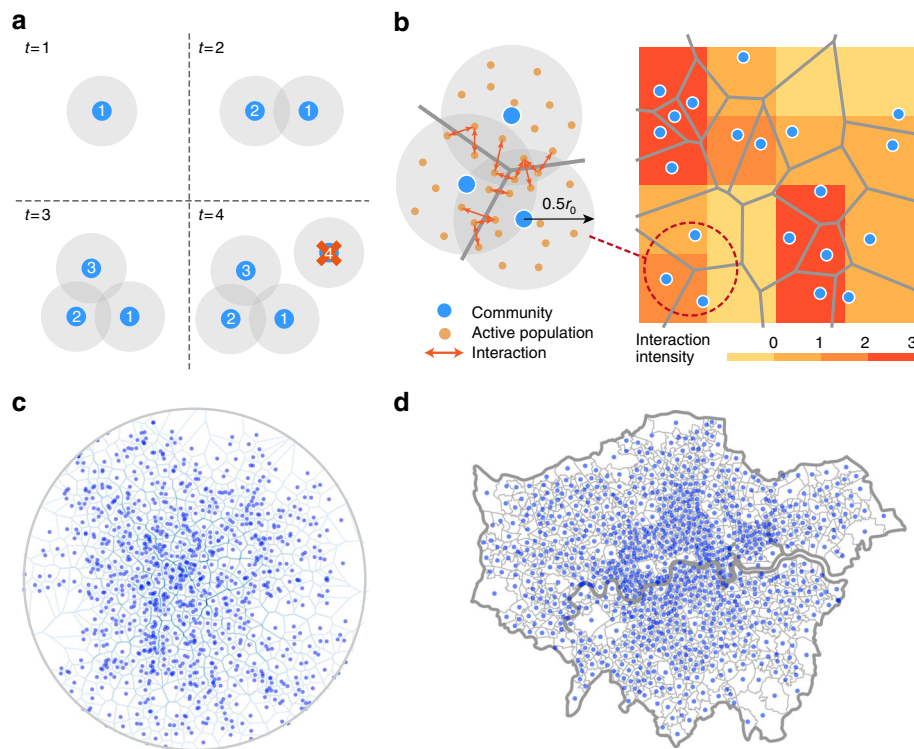 a
t=1
t=2
1
2
1
t=3
t=4
3
2
1
3
2
1
4
b
0.5r0
Community
Active population
Interaction
Interaction
intensity
0 1 2 3
c
d